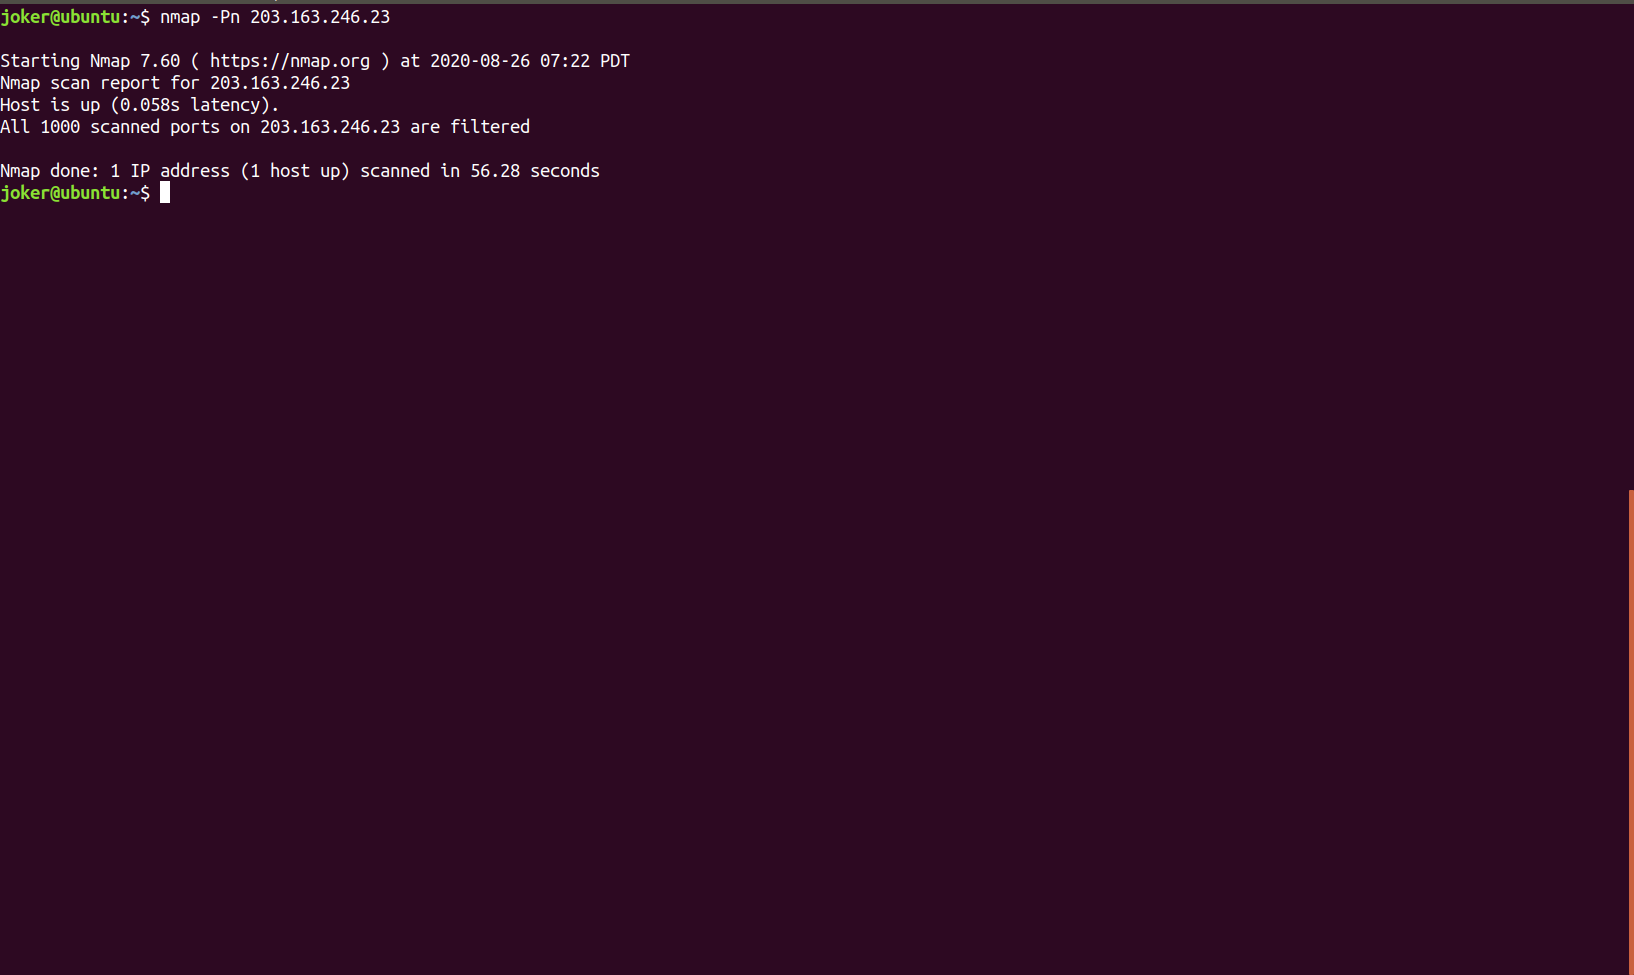 joker@ubuntu:~$ nmap -Pn 203.163.246.23
Starting Nmap 7.60 ( https://nmap.org ) at 2020-08-26 07:22 PDT
Nmap scan report for 203.163.246.23
Host is up (0.058s latency).
All 1000 scanned ports on 203.163.246.23 are filtered
Nmap done: 1 IP address (1 host up) scanned in 56.28 seconds
joker@ubuntu:~$